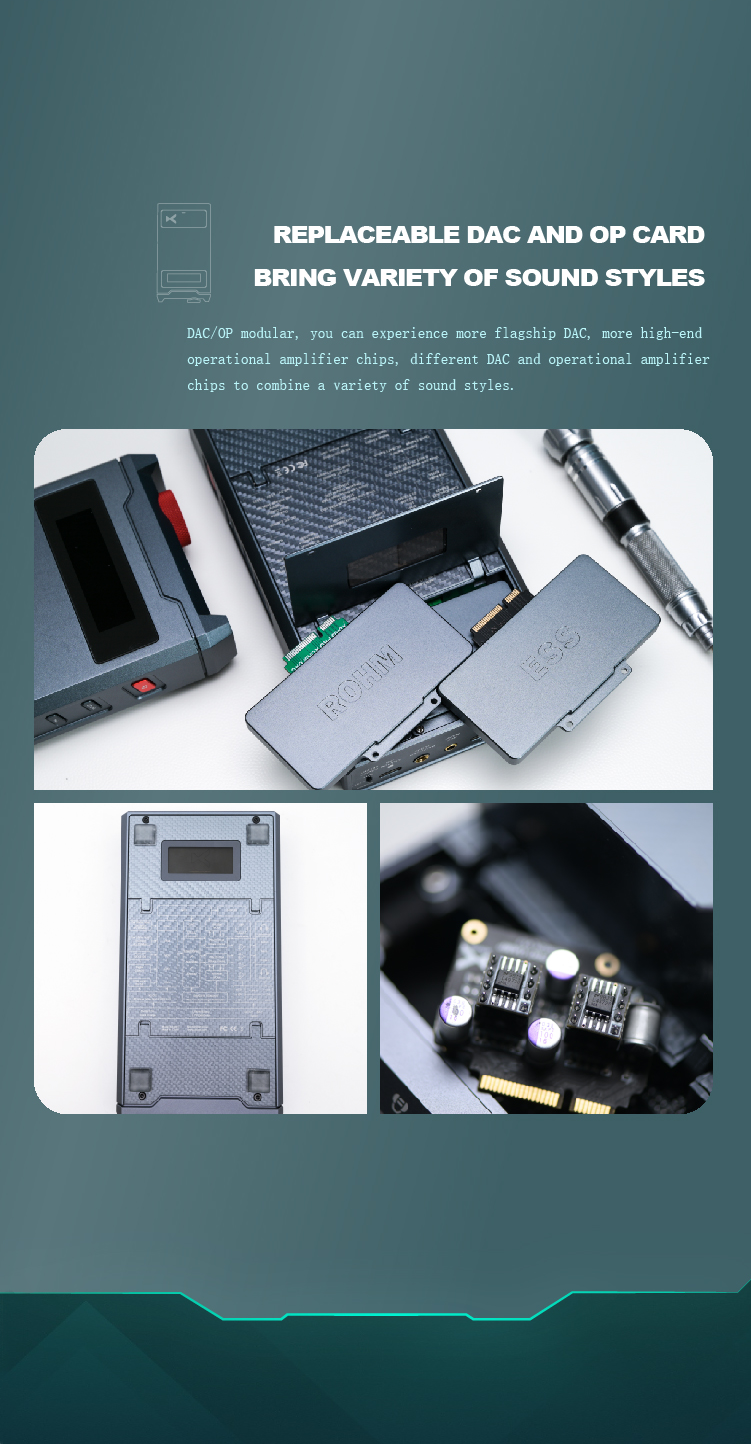 REPLACEABLE DAC AND OP CARD
BRING VARIETY OF SOUND STYLES
DAC/OP modular, you can experience more flagship DAC, more high-end
operational amplifier chips, different DAC and operational amplifier
chips to combine a variety of sound styles.
ROHM
ESS